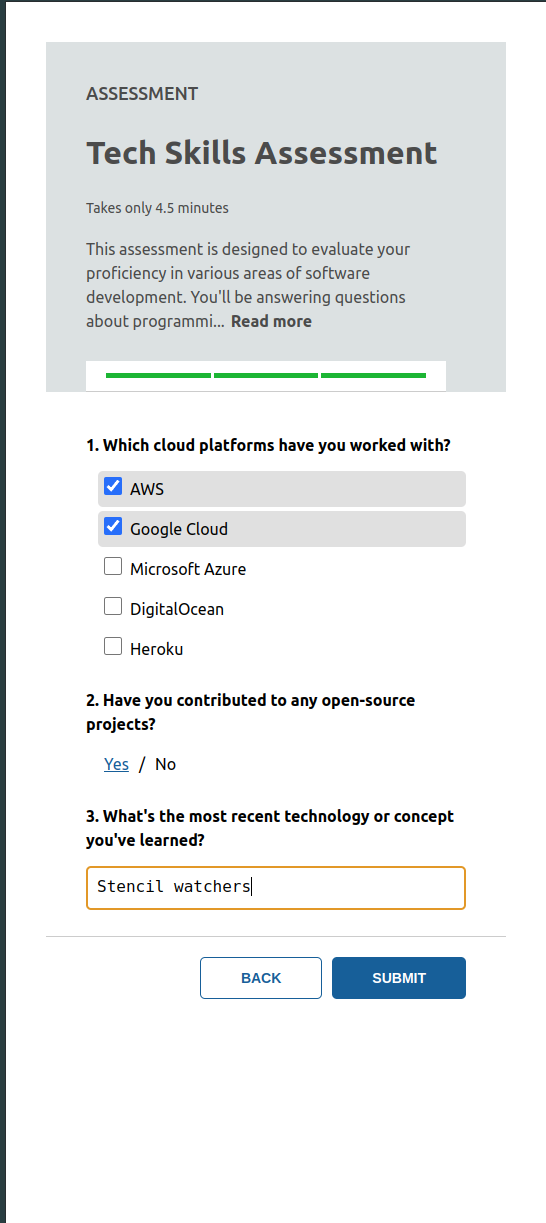 ASSESSMENT
Tech Skills Assessment
Takes only 4.5 minutes
This assessment is designed to evaluate your
proficiency in various areas of software
development. You'll be answering questions
about programmi... Read more
1. Which cloud platforms have you worked with?
AWS
Google Cloud
Microsoft Azure
DigitalOcean
Heroku
2. Have you contributed to any open-source
projects?
Yes / No
3. What's the most recent technology or concept
you've learned?
Stencil watchers
BACK SUBMIT